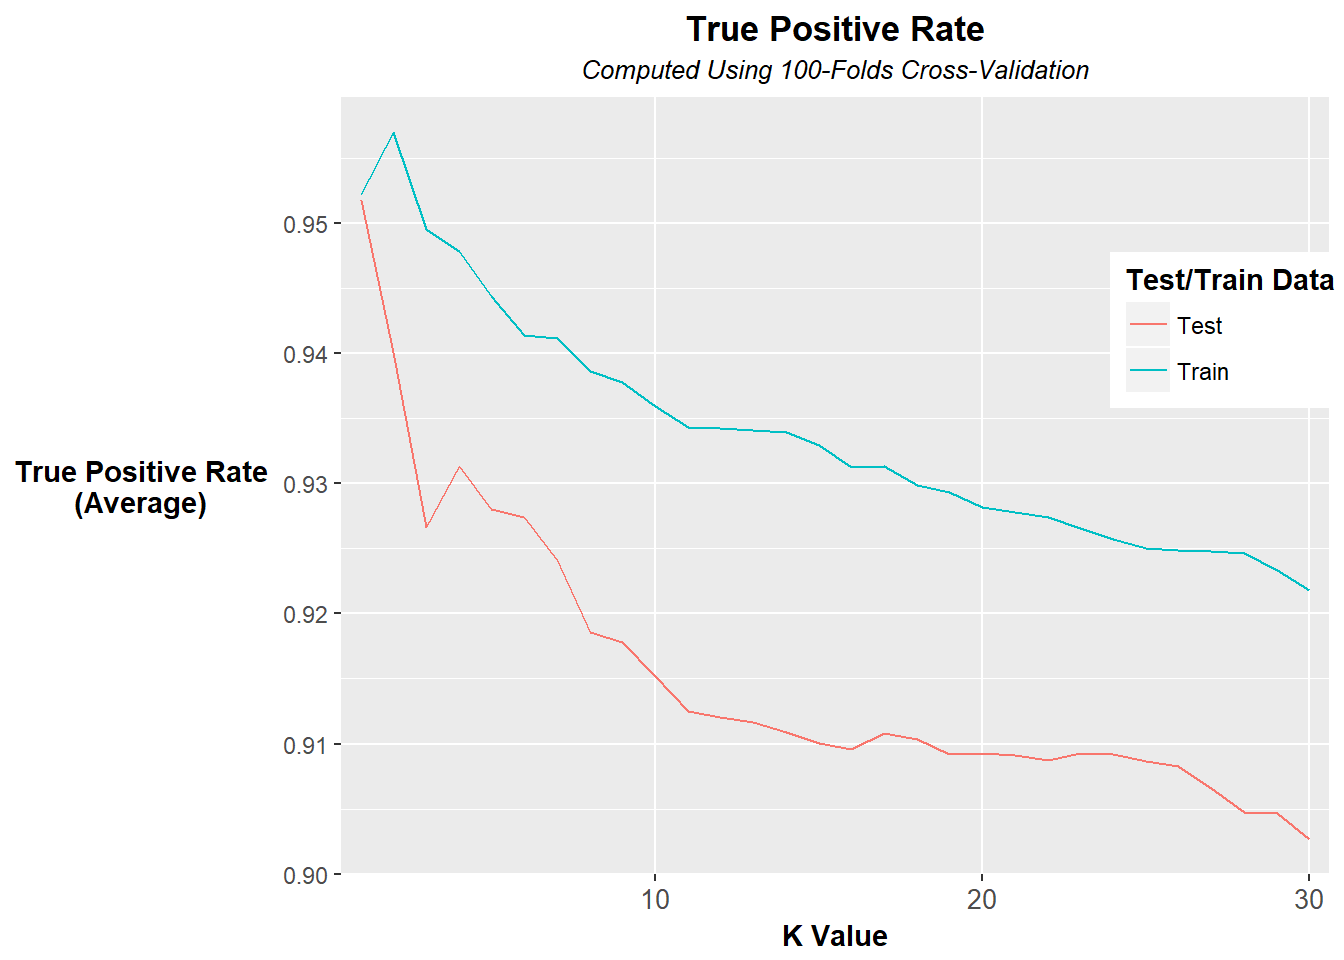 True Positive Rate
Computed Using 100-Folds Cross-Validation
0.95
0.94
0.93
0.92
0.91
0.90
True Positive Rate
(Average)
Test/Train Data
Test
Train
10
20
30
K Value